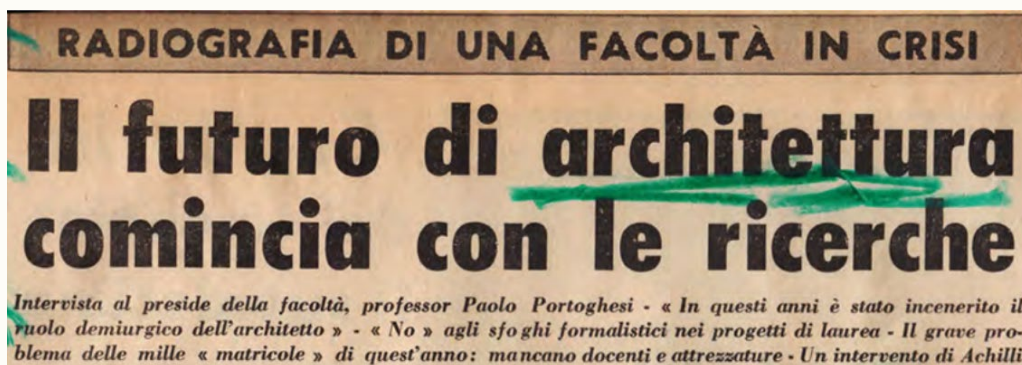 RADIOGRAFIA DI UNA FACOLTÀ IN CRISI
Il futuro di architettura
comincia con le ricerche
Intervista al preside della facoltà, professor Paolo Portoghesi - « In questi anni è stato incenerito il
ruolo demiurgico dell'architetto » - « No » agli sfoghi formalistici nei progetti di laurea - Il grave pro-
blema delle mille « matricole » di quest'anno: mancano docenti e attrezzature - Un intervento di Achilli